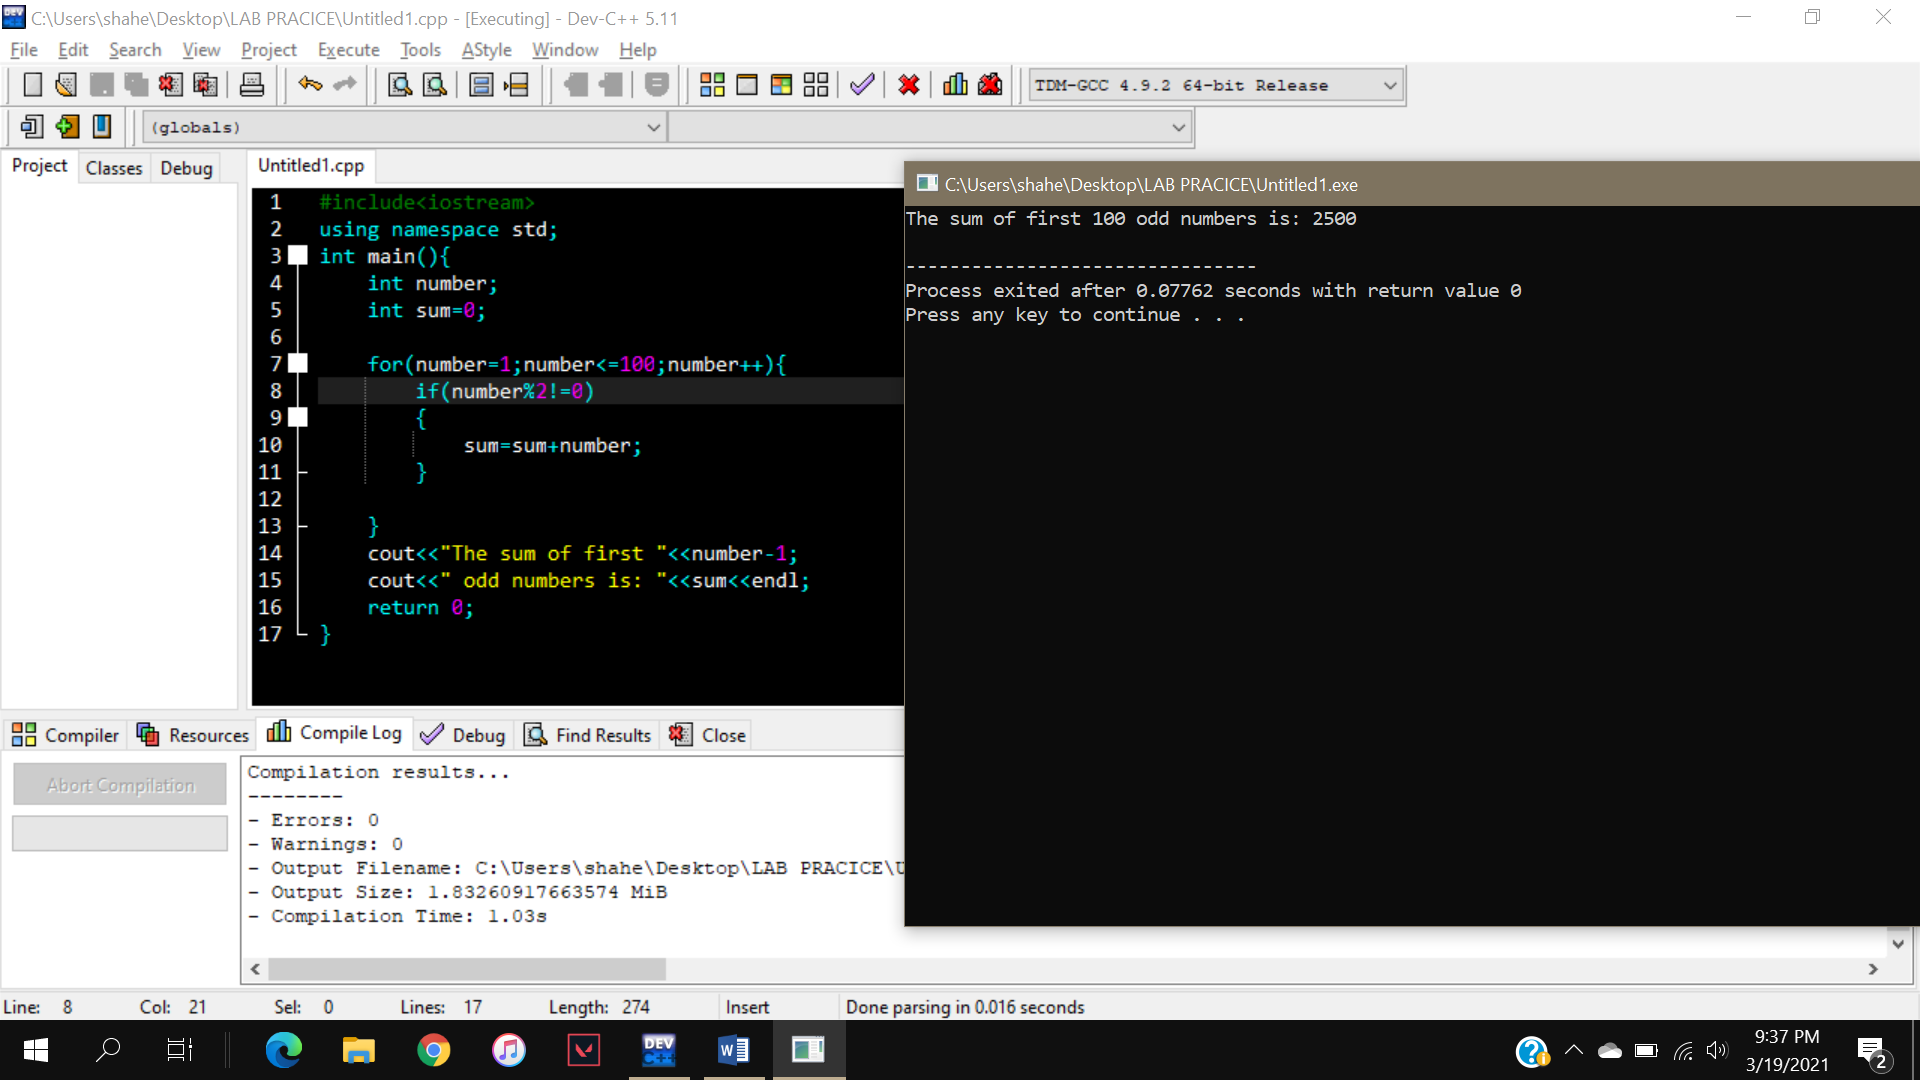 C:\Users\shahe\Desktop\LAB PRACICE\Untitled1.cpp - [Executing] - Dev-C++ 5.11
File Edit Search View Project Execute Tools AStyle Window Help
TDM-GCC 4.9.2 64-bit Release
(globals)
Project Classes Debug
Untitled1.cpp
1 #include<iostream>
2 using namespace std;
3 int main(){
4 int number;
5 int sum=0;
6
7 for(number=1;number<=100;number++){
8 if(number%2!=0)
9 {
10 sum=sum+number;
11 }
12
13 }
14 cout<<"The sum of first "<<number-1;
15 cout<<" odd numbers is: "<<sum<<endl;
16 return 0;
17 }
C:\Users\shahe\Desktop\LAB PRACICE\Untitled1.exe
The sum of first 100 odd numbers is: 2500
--------------------------------
Process exited after 0.07762 seconds with return value 0
Press any key to continue . . .
Compiler Resources Compile Log Debug Find Results Close
Abort Compilation
Compilation results...
--------
- Errors: 0
- Warnings: 0
- Output Filename: C:\Users\shahe\Desktop\LAB PRACICE\U
- Output Size: 1.83260917663574 MiB
- Compilation Time: 1.03s
Line: 8 Col: 21 Sel: 0 Lines: 17 Length: 274 Insert Done parsing in 0.016 seconds
DEV C++
9:37 PM
3/19/2021
2